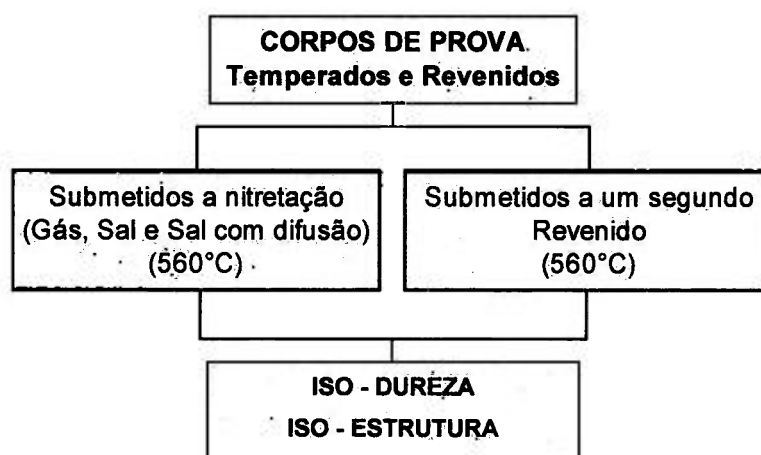 CORPOS DE PROVA
Temperados e Revenidos
Submetidos a nitretação
(Gás, Sal e Sal com difusão)
(560°C)
Submetidos a um segundo
Revenido
(560°C)
ISO - DUREZA
ISO - ESTRUTURA